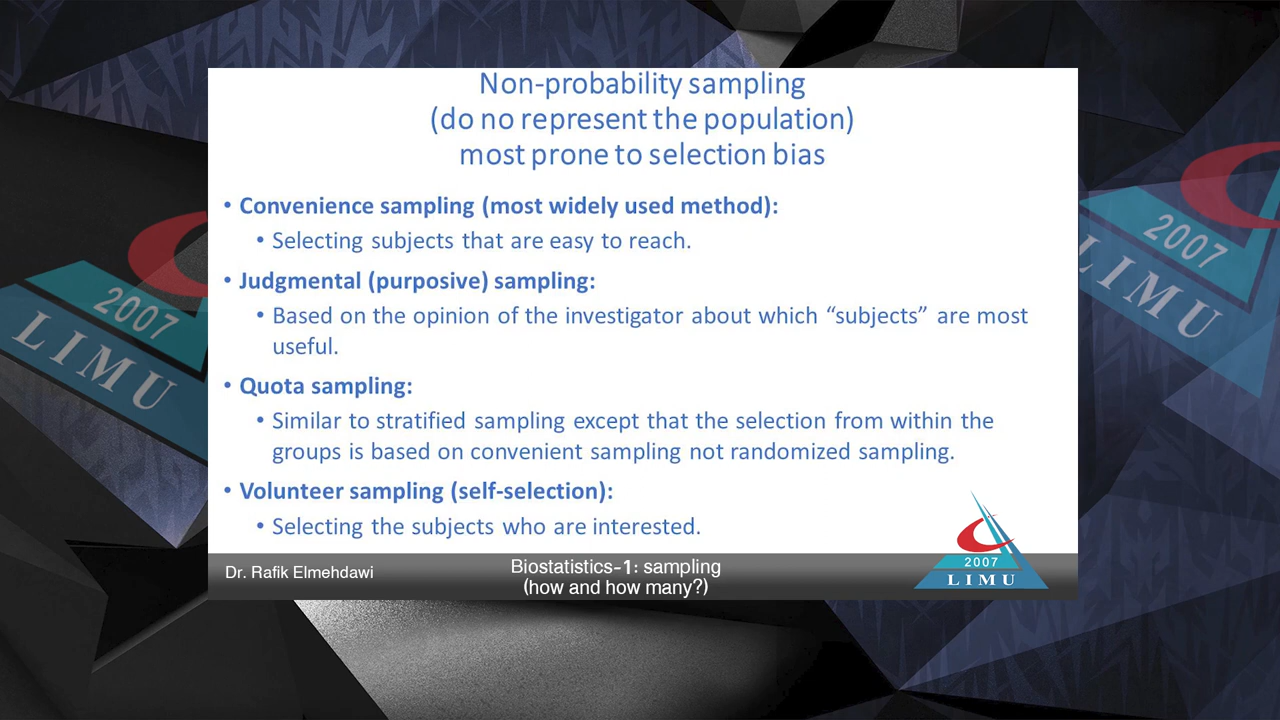 Non-probability sampling
(do no represent the population)
most prone to selection bias
• Convenience sampling (most widely used method):
• Selecting subjects that are easy to reach.
• Judgmental (purposive) sampling:
• Based on the opinion of the investigator about which “subjects” are most
useful.
• Quota sampling:
• Similar to stratified sampling except that the selection from within the
groups is based on convenient sampling not randomized sampling.
• Volunteer sampling (self-selection):
• Selecting the subjects who are interested.
Dr. Rafik Elmehdawi
Biostatistics-1: sampling
(how and how many?)
2007
LIMU
2007
LIMU
2007
LIMU